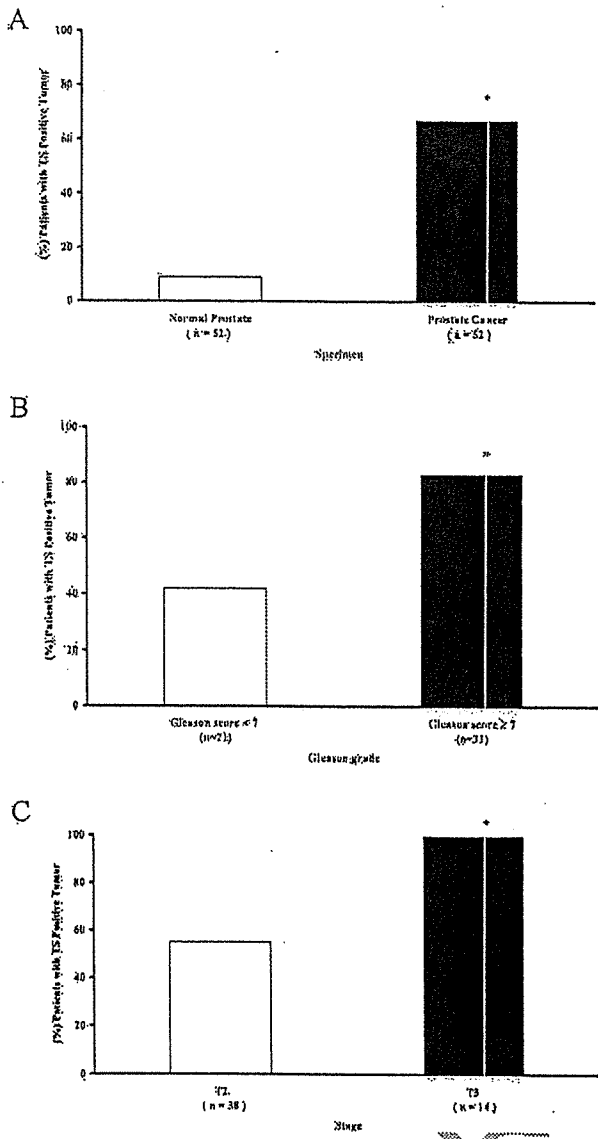 A
(%) Patients with TS Positive Tumor
100
80
60
40
20
0
*
Normal Prostate
(n = 52)
Prostate Cancer
(n = 52)
Specimen
B
(%) Patients with TS Positive Tumor
100
80
60
40
20
0
*
Gleason score < 7
Gleason score ≥ 7
(n=33)
Gleason grade
C
(%) Patients with TS Positive Tumor
100
80
60
40
20
0
*
T2
(n = 38)
T3
(n = 14)
Stage